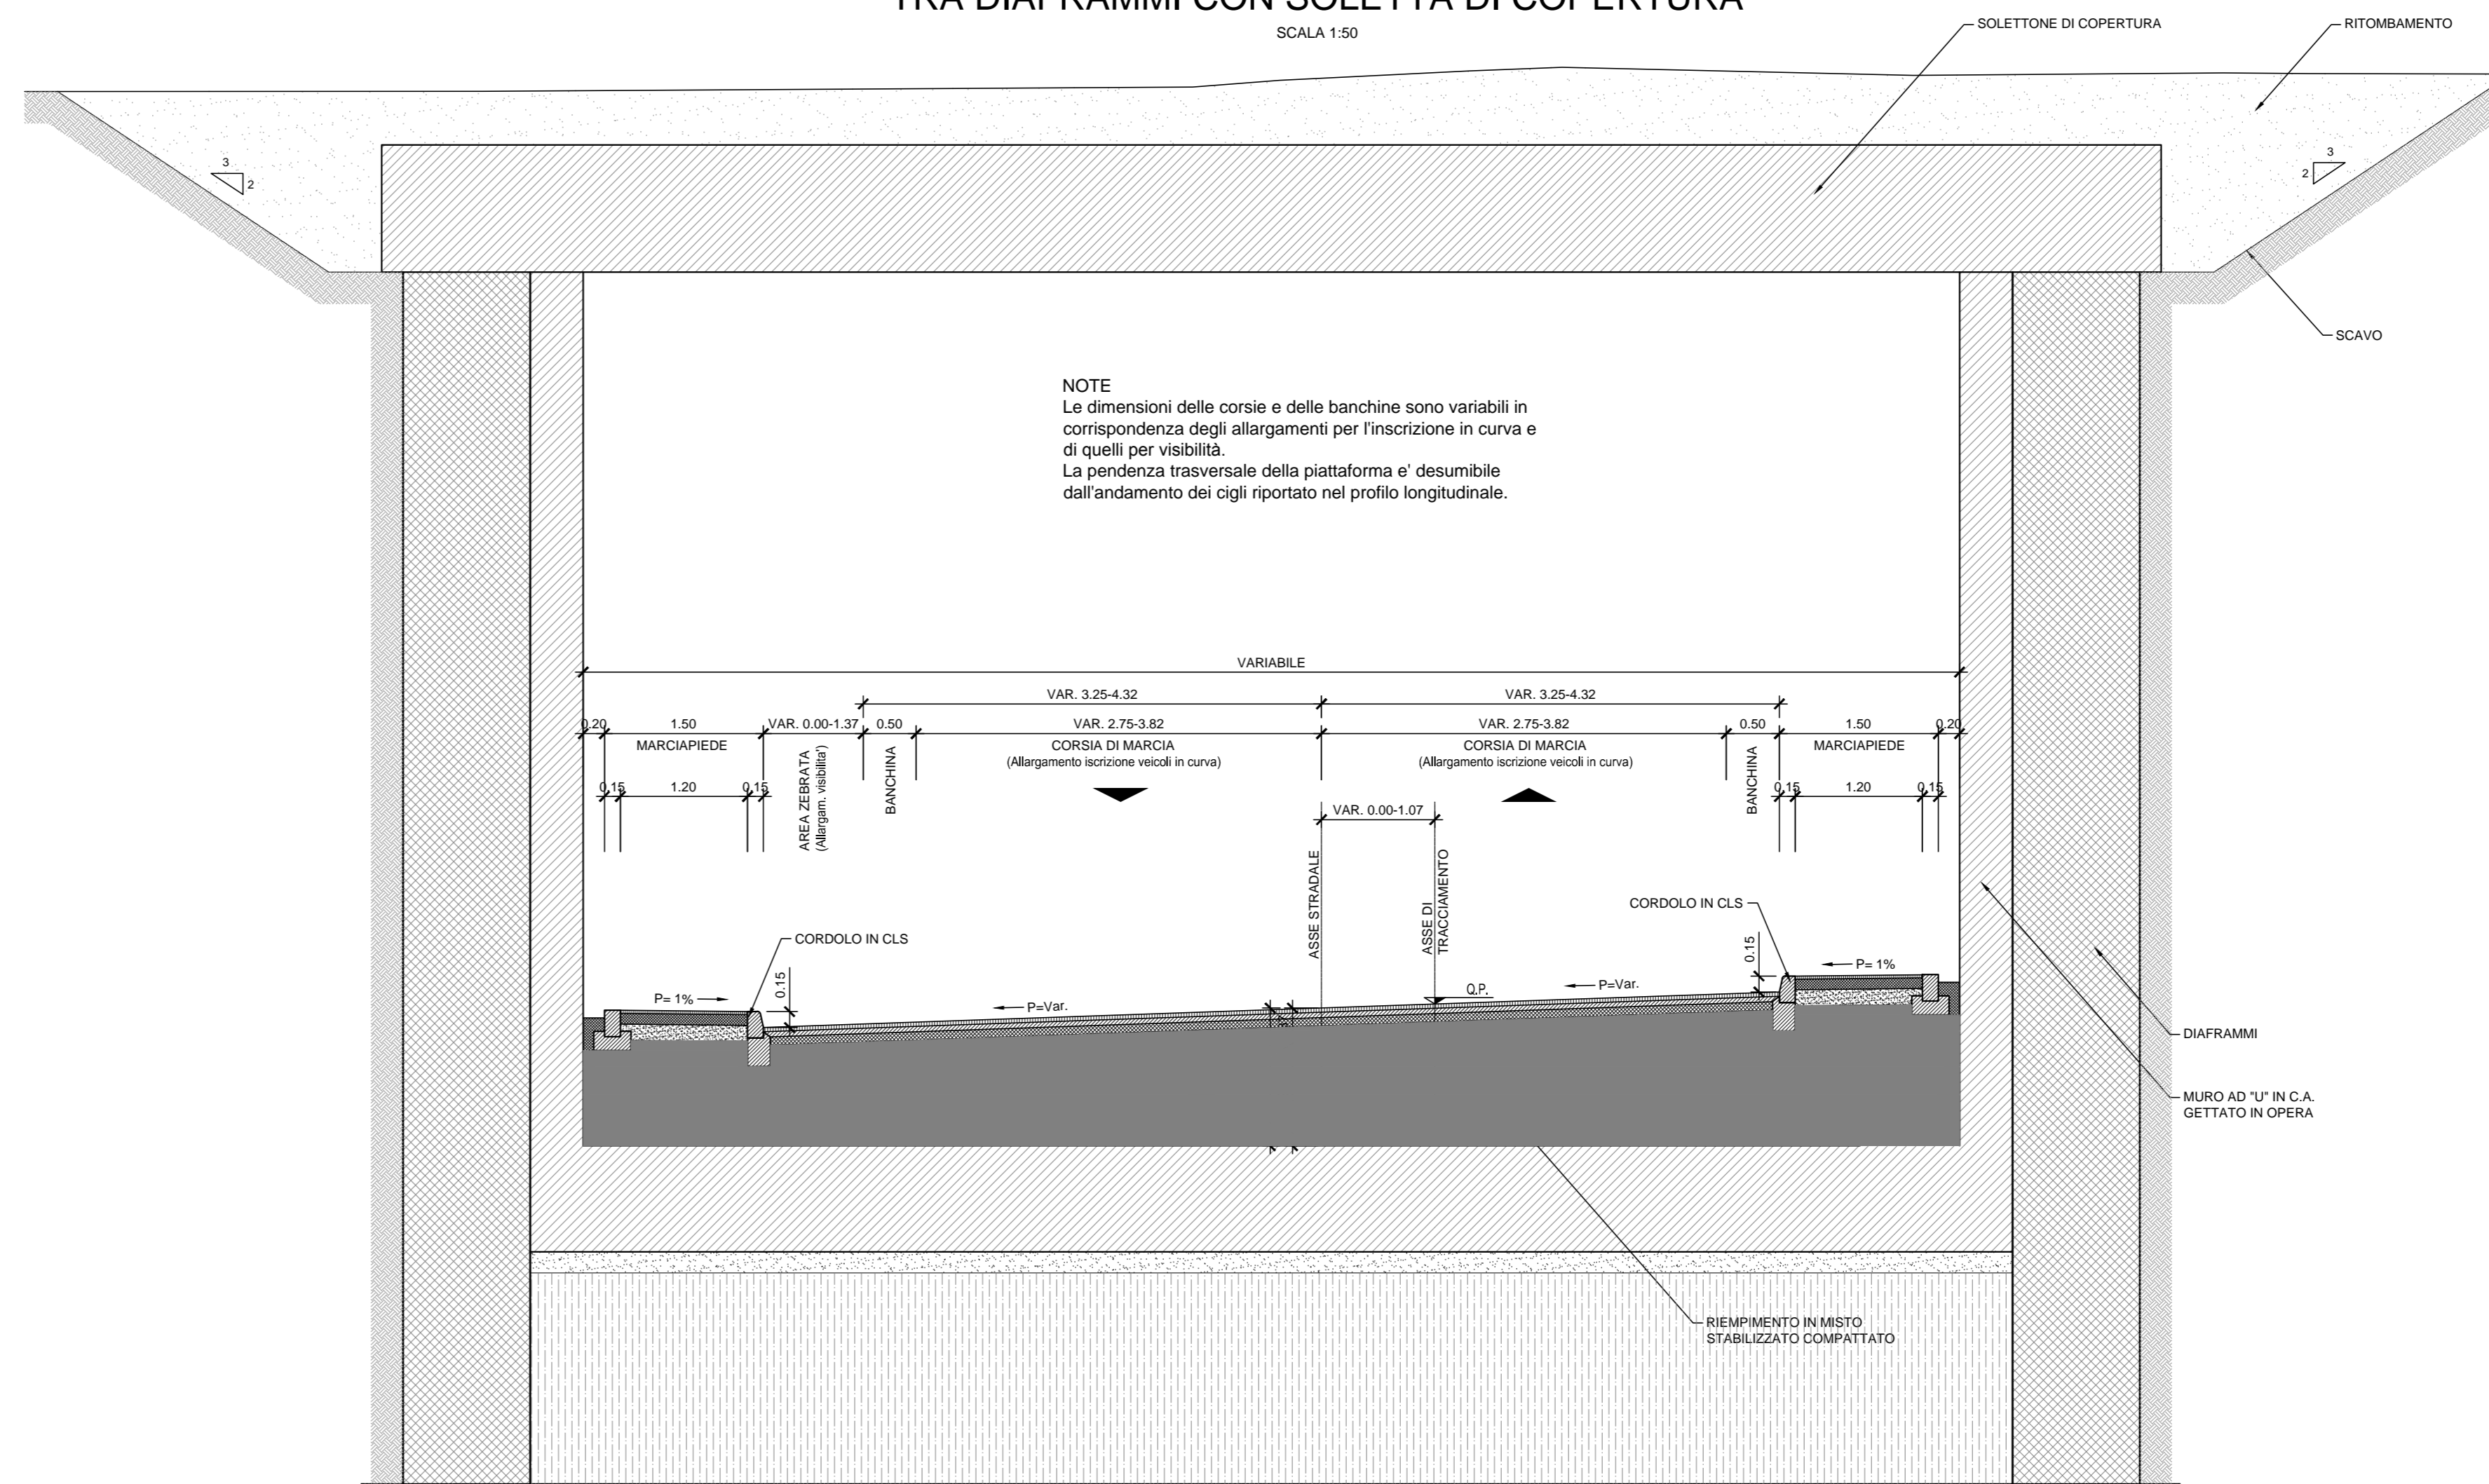 TRA DIAFRAMMI CON SOLETTA DI COPERTURA
SCALA 1:50
SOLETTONE DI COPERTURA
RITOMBAMENTO
3
2
3
2
SCAVO
NOTE
Le dimensioni delle corsie e delle banchine sono variabili in
corrispondenza degli allargamenti per l'inscrizione in curva e
di quelli per visibilità.
La pendenza trasversale della piattaforma e' desumibile
dall'andamento dei cigli riportato nel profilo longitudinale.
VARIABILE
VAR. 3.25-4.32
VAR. 3.25-4.32
0.20
1.50
VAR. 0.00-1.37
0.50
VAR. 2.75-3.82
VAR. 2.75-3.82
0.50
1.50
0.20
MARCIAPIEDE
AREA ZEBRATA
(Allargam. visibilita')
BANCHINA
CORSIA DI MARCIA
(Allargamento iscrizione veicoli in curva)
CORSIA DI MARCIA
(Allargamento iscrizione veicoli in curva)
BANCHINA
MARCIAPIEDE
0.15
1.20
0.15
0.15
1.20
0.15
VAR. 0.00-1.07
ASSE STRADALE
ASSE DI
TRACCIAMENTO
CORDOLO IN CLS
CORDOLO IN CLS
0.15
0.15
P= 1%
P= 1%
P=Var.
P=Var.
Q.P.
DIAFRAMMI
MURO AD "U" IN C.A.
GETTATO IN OPERA
RIEMPIMENTO IN MISTO
STABILIZZATO COMPATTATO